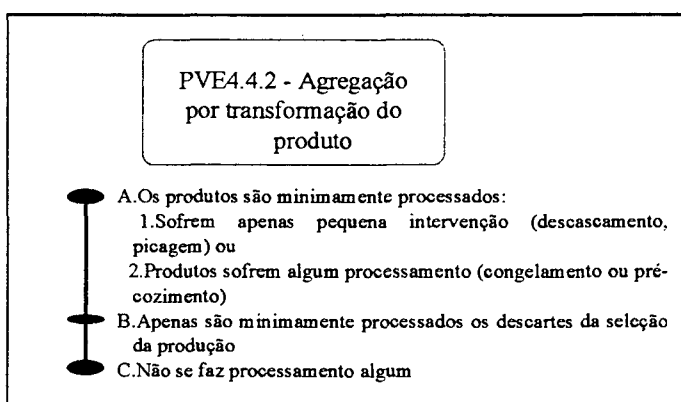 PVE4.4.2 - Agregação
por transformação do
produto
A.Os produtos são minimamente processados:
1.Sofrem apenas pequena intervenção (descascamento,
picagem) ou
2.Produtos sofrem algum processamento (congelamento ou pré-
cozimento)
B.Apenas são minimamente processados os descartes da seleção
da produção
C.Não se faz processamento algum